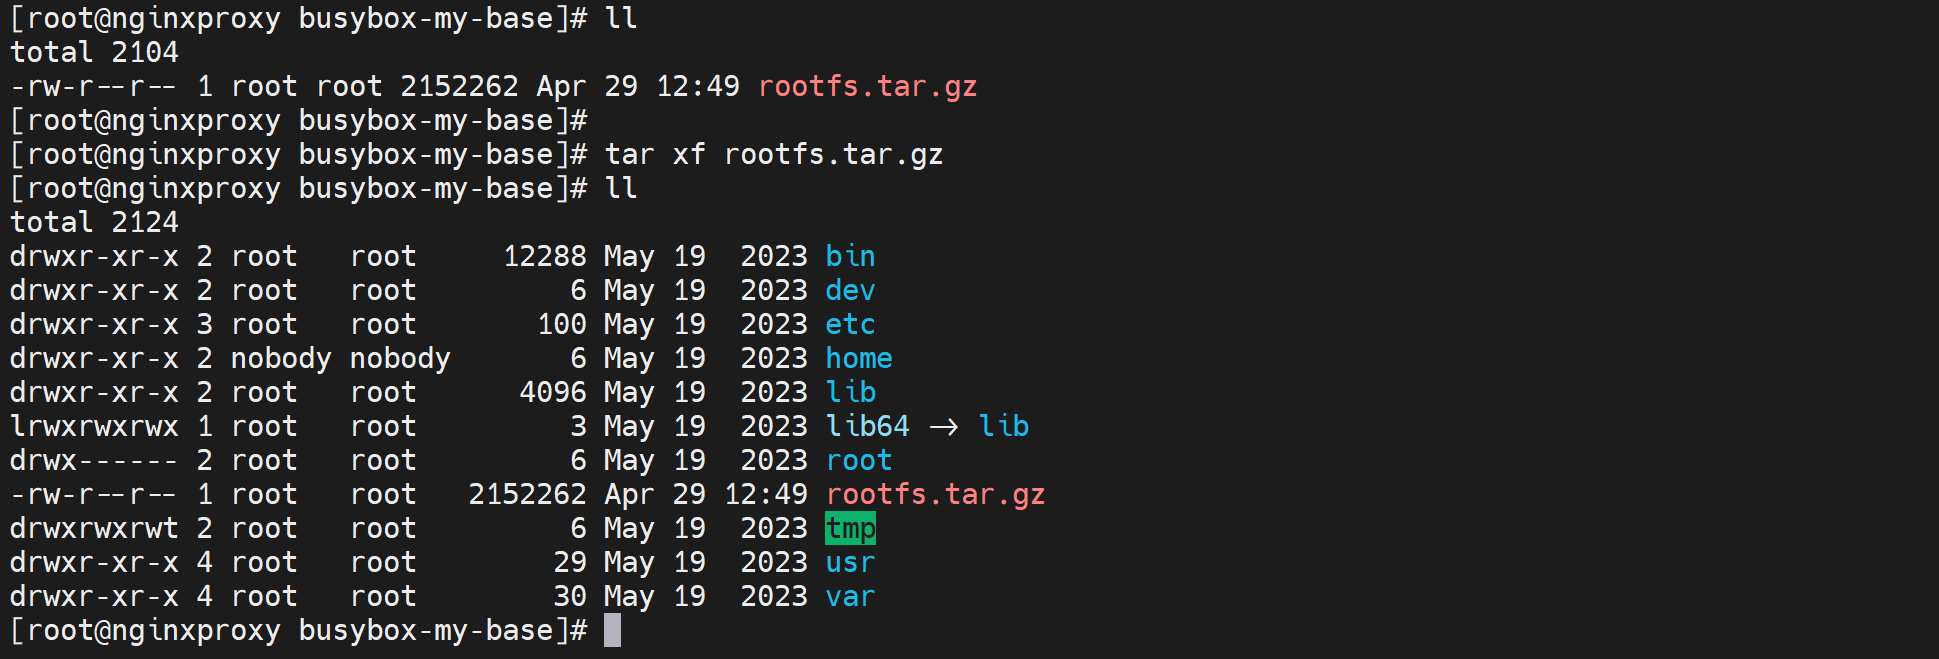 [root@nginxproxy busybox-my-base]# ll
total 2104
-rw-r--r-- 1 root root 2152262 Apr 29 12:49 rootfs.tar.gz
[root@nginxproxy busybox-my-base]#
[root@nginxproxy busybox-my-base]# tar xf rootfs.tar.gz
[root@nginxproxy busybox-my-base]# ll
total 2124
drwxr-xr-x 2 root   root     12288 May 19  2023 bin
drwxr-xr-x 2 root   root         6 May 19  2023 dev
drwxr-xr-x 3 root   root       100 May 19  2023 etc
drwxr-xr-x 2 nobody nobody       6 May 19  2023 home
drwxr-xr-x 2 root   root      4096 May 19  2023 lib
lrwxrwxrwx 1 root   root         3 May 19  2023 lib64 -> lib
drwx------ 2 root   root         6 May 19  2023 root
-rw-r--r-- 1 root   root   2152262 Apr 29 12:49 rootfs.tar.gz
drwxrwxrwt 2 root   root         6 May 19  2023 tmp
drwxr-xr-x 4 root   root        29 May 19  2023 usr
drwxr-xr-x 4 root   root        30 May 19  2023 var
[root@nginxproxy busybox-my-base]#